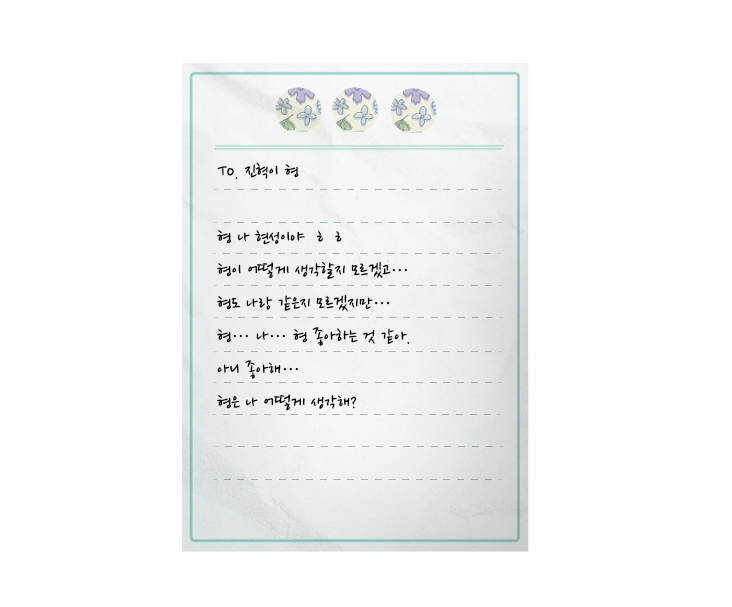 To. 진혁이 형
형 나 현성이야 ㅎ ㅎ
형이 어떻게 생각할지 모르겠고...
형도 나랑 같은지 모르겠지만...
형... 나... 형 좋아하는 것 같아.
아니 좋아해...
형은 나 어떻게 생각해?